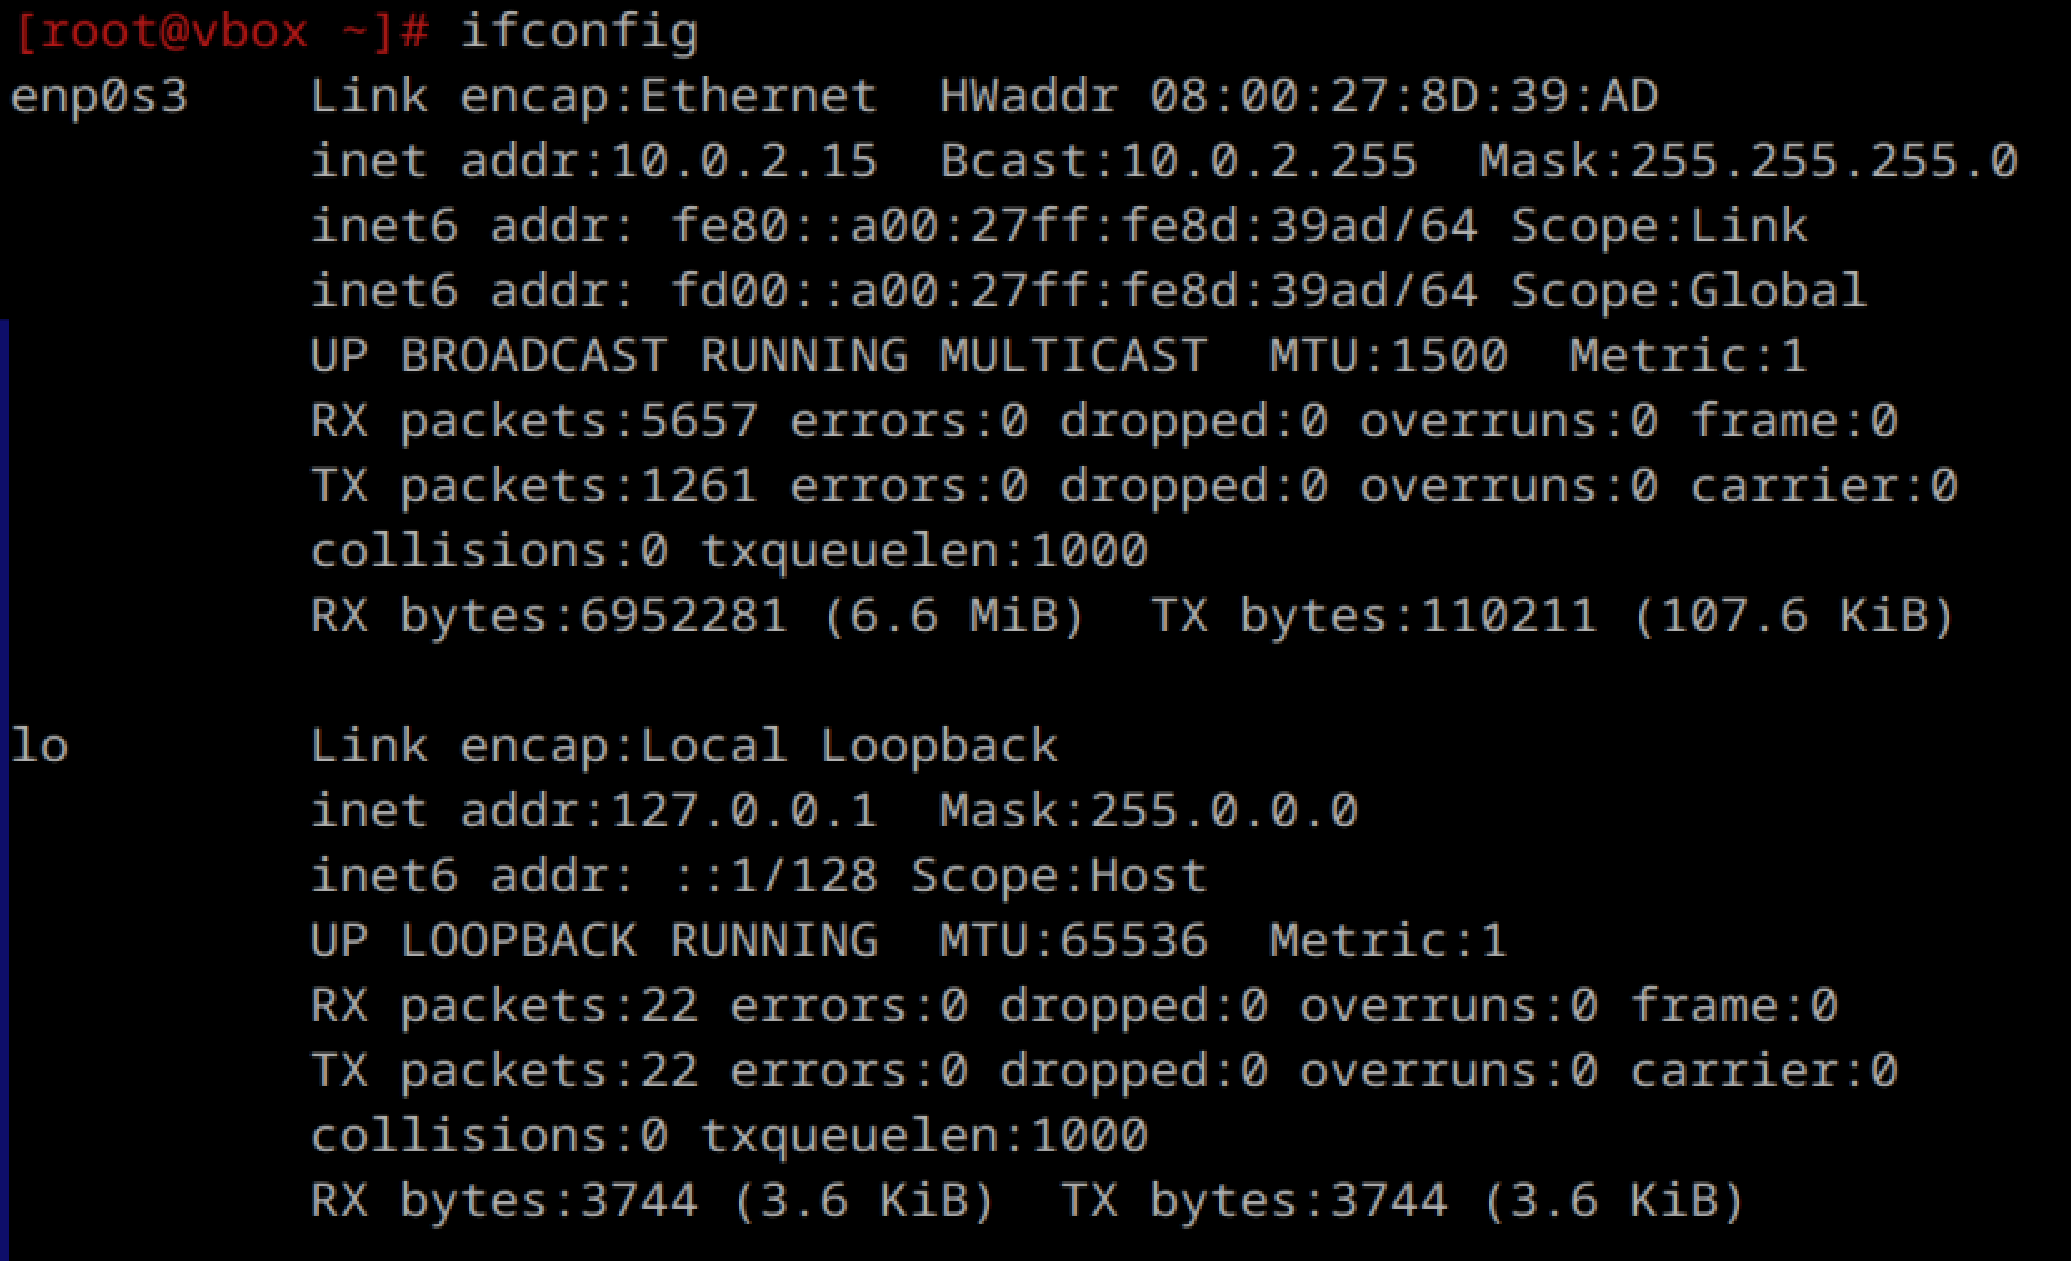 [root@vbox ~]# ifconfig
enp0s3    Link encap:Ethernet  HWaddr 08:00:27:8D:39:AD
          inet addr:10.0.2.15  Bcast:10.0.2.255  Mask:255.255.255.0
          inet6 addr: fe80::a00:27ff:fe8d:39ad/64 Scope:Link
          inet6 addr: fd00::a00:27ff:fe8d:39ad/64 Scope:Global
          UP BROADCAST RUNNING MULTICAST  MTU:1500  Metric:1
          RX packets:5657 errors:0 dropped:0 overruns:0 frame:0
          TX packets:1261 errors:0 dropped:0 overruns:0 carrier:0
          collisions:0 txqueuelen:1000
          RX bytes:6952281 (6.6 MiB)  TX bytes:110211 (107.6 KiB)

lo        Link encap:Local Loopback
          inet addr:127.0.0.1  Mask:255.0.0.0
          inet6 addr: ::1/128 Scope:Host
          UP LOOPBACK RUNNING  MTU:65536  Metric:1
          RX packets:22 errors:0 dropped:0 overruns:0 frame:0
          TX packets:22 errors:0 dropped:0 overruns:0 carrier:0
          collisions:0 txqueuelen:1000
          RX bytes:3744 (3.6 KiB)  TX bytes:3744 (3.6 KiB)